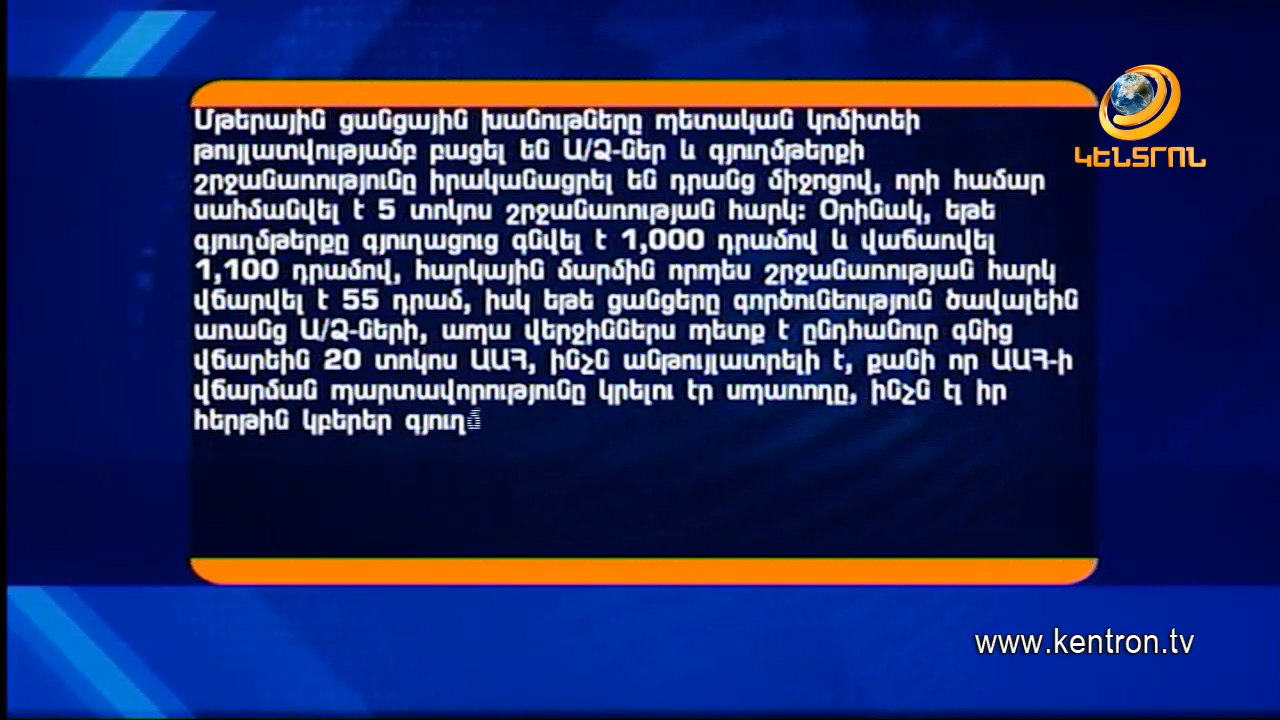 Մթերային ցանցային խանութները պետական կոմիտեի
թույլատվությամբ բացել են Ա/Ձ-ներ և գյուղմթերքի
շրջանառությունը իրականացրել են դրանց միջոցով, որի համար
սահմանվել է 5 տոկոս շրջանառության հարկ: Օրինակ, եթե
գյուղմթերքը գյուղացուց գնվել է 1,000 դրամով և վաճառվել
1,100 դրամով, հարկային մարմին որպես շրջանառության հարկ
վճարվել է 55 դրամ, իսկ եթե ցանցերը գործունեություն ծավալեին
առանց Ա/Ձ-ների, ապա վերջիններս պետք է ընդհանուր գնից
վճարեին 20 տոկոս ԱԱՀ, ինչն անթույլատրելի է, քանի որ ԱԱՀ-ի
վճարման պարտավորությունը կրելու էր սպառողը, ինչն էլ իր
հերթին կբերեր գյուղմ
ԿԵՆՏՐՈՆ
www.kentron.tv